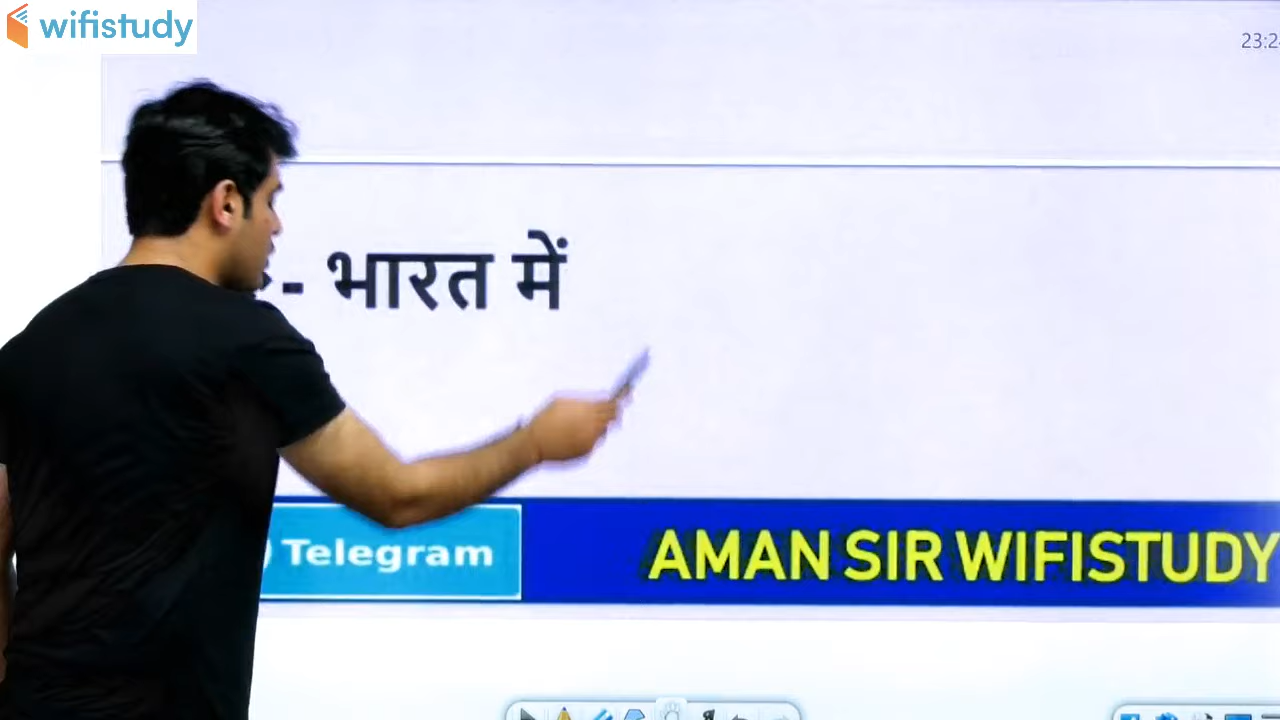 wifistudy
23:2
- भारत में
Telegram
AMAN SIR WIFISTUDY